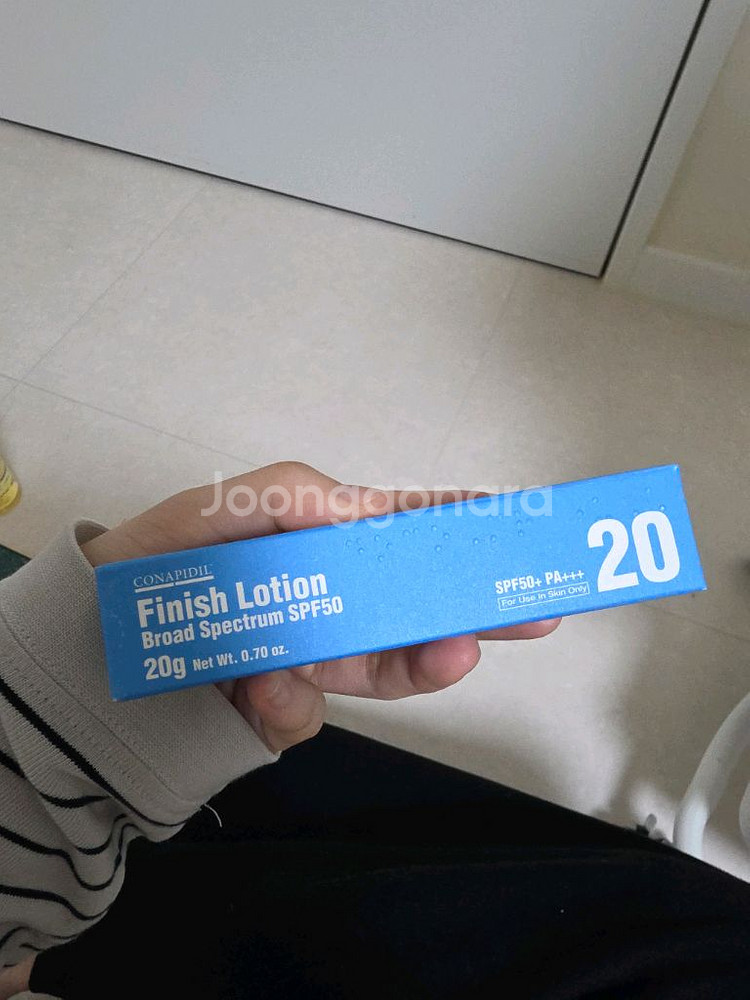 Joonggonara
CONAPIDIL
Finish Lotion
Broad Spectrum SPF50
20g Net Wt. 0.70 oz.
SPF50+ PA+++
For Use In Skin Only
20